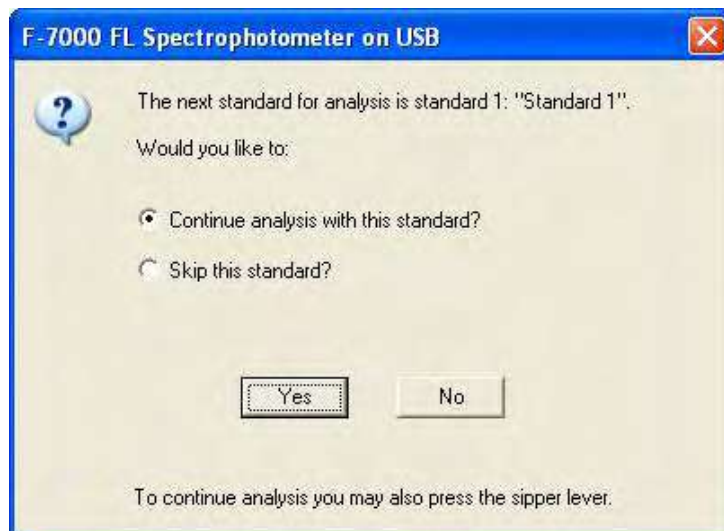 F-7000 FL Spectrophotometer on USB
The next standard for analysis is standard 1: "Standard 1".
Would you like to:
Continue analysis with this standard?
Skip this standard?
Yes
No
To continue analysis you may also press the sipper lever.